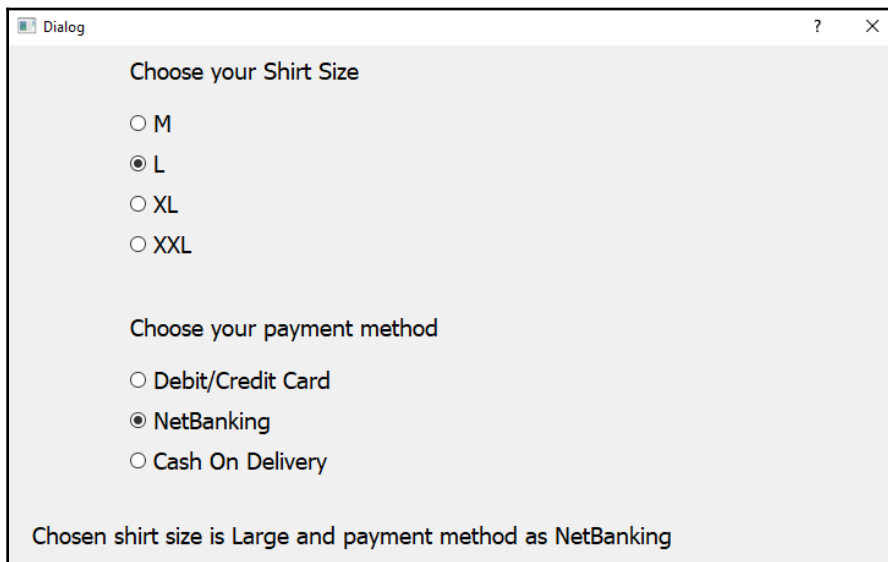 Dialog
?
Choose your Shirt Size
M
L
XL
XXL
Choose your payment method
Debit/Credit Card
NetBanking
Cash On Delivery
Chosen shirt size is Large and payment method as NetBanking